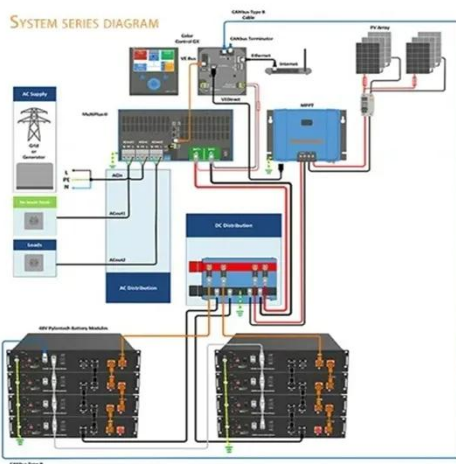 SYSTEM SERIES DIAGRAM
CANbus Type B
Cable
PV Array
Color
Control GX
CANbus Terminator
Ethernet
Internet
VE Bus
AC Supply
VE Direct
MultiPlus-II
MPPT
Grid
or
Generator
L
PE
N
ACin
ACout1
Loads
ACout2
DC Distribution
AC Distribution
48V Pylontech Battery Modules
CANbus Type B